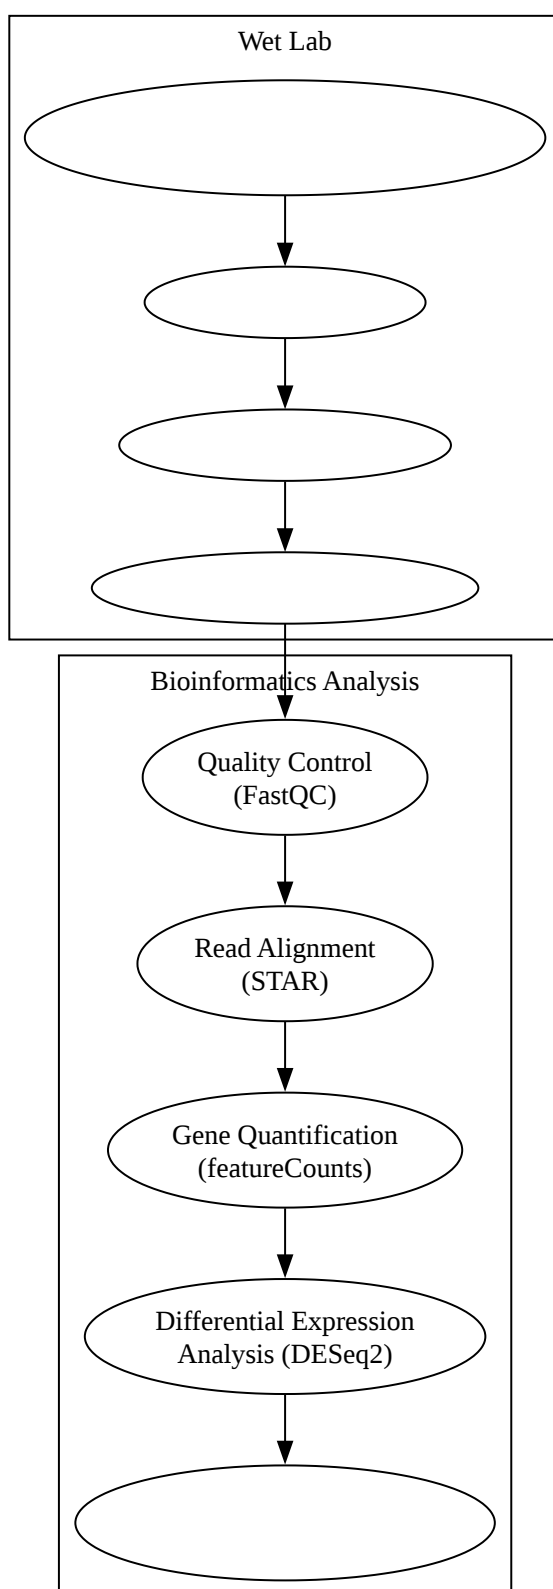 Wet Lab
Bioinformatics Analysis
Quality Control
(FastQC)
Read Alignment
(STAR)
Gene Quantification
(featureCounts)
Differential Expression
Analysis (DESeq2)